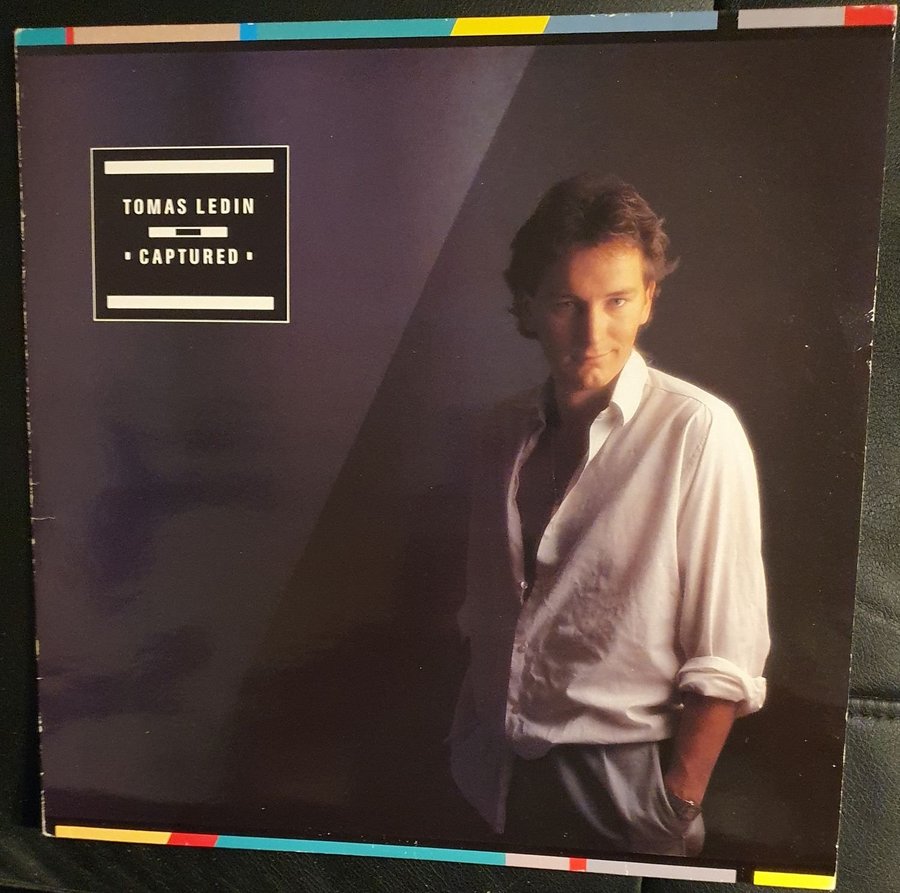 TOMAS LEDIN
CAPTURED